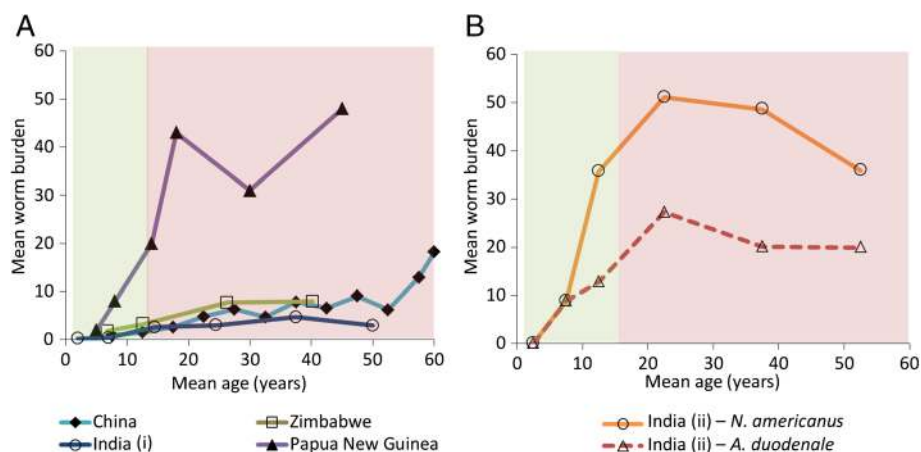 A
60
50
40
30
20
10
0
Mean worm burden
0 10 20 30 40 50 60
Mean age (years)
China
Zimbabwe
India (i)
Papua New Guinea
B
60
50
40
30
20
10
0
Mean worm burden
0 10 20 30 40 50 60
Mean age (years)
India (ii) – N. americanus
India (ii) – A. duodenale